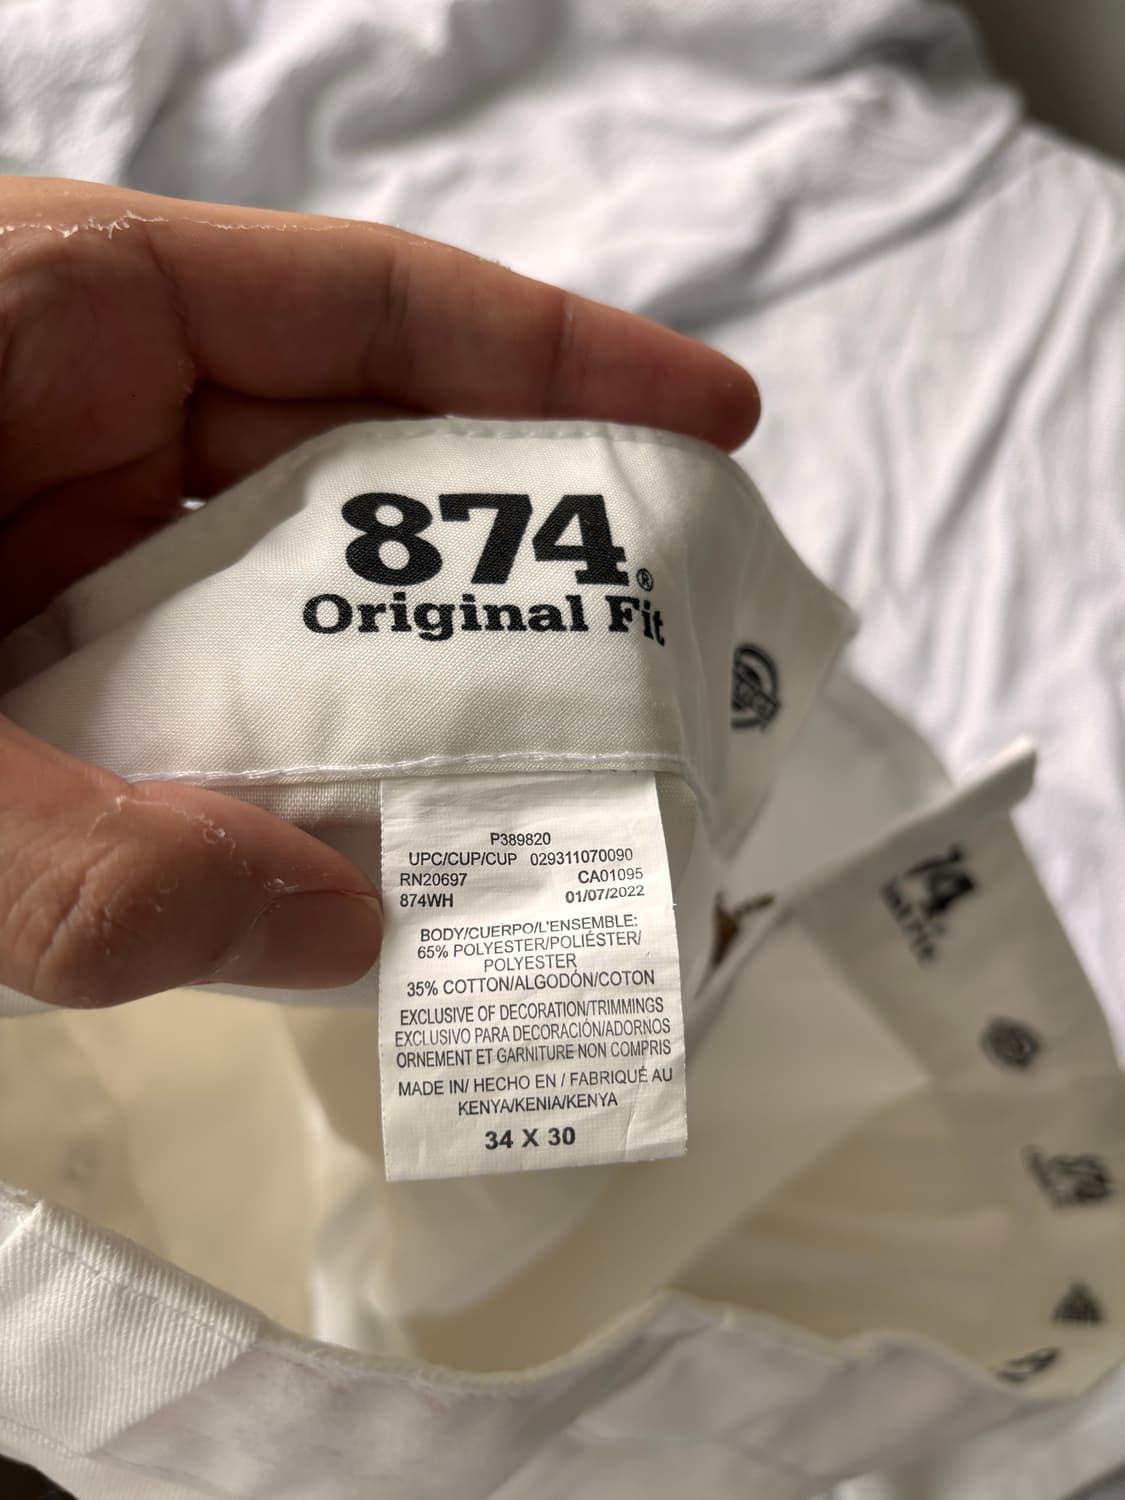 874®
Original Fit
P389820
UPC/CUP/CUP 029311070090
RN20697 CA01095
874WH 01/07/2022
BODY/CUERPO/L'ENSEMBLE:
65% POLYESTER/POLIÉSTER/
POLYESTER
35% COTTON/ALGODÓN/COTON
EXCLUSIVE OF DECORATION/TRIMMINGS
EXCLUSIVO PARA DECORACIÓN/ADORNOS
ORNEMENT ET GARNITURE NON COMPRIS
MADE IN/ HECHO EN / FABRIQUÉ AU
KENYA/KENIA/KENYA
34 X 30